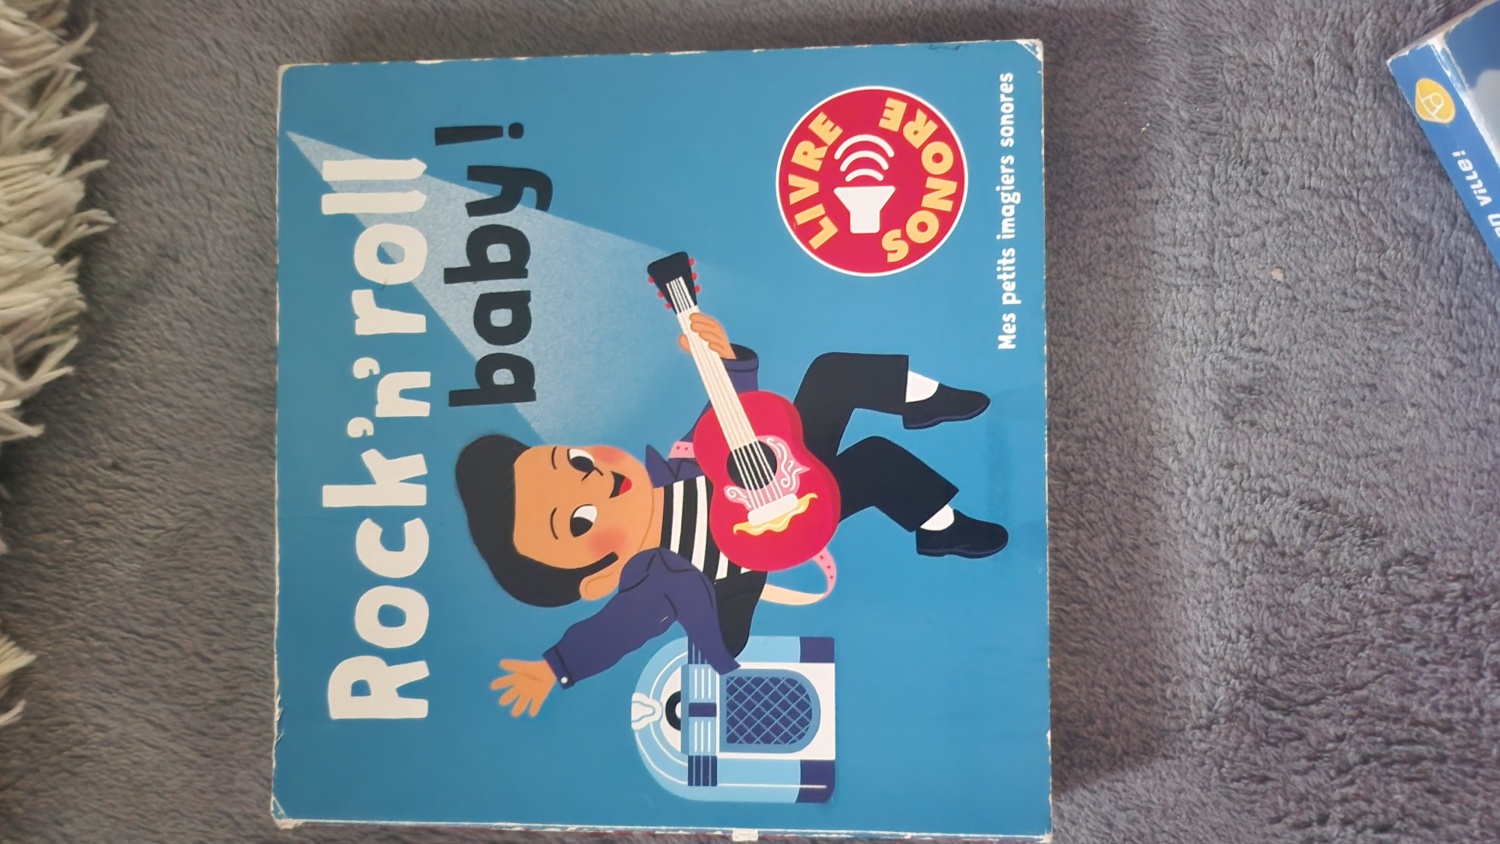 Rock'n'roll
baby !
LIVRE
SONORE
Mes petits imagiers sonores
VILLE!